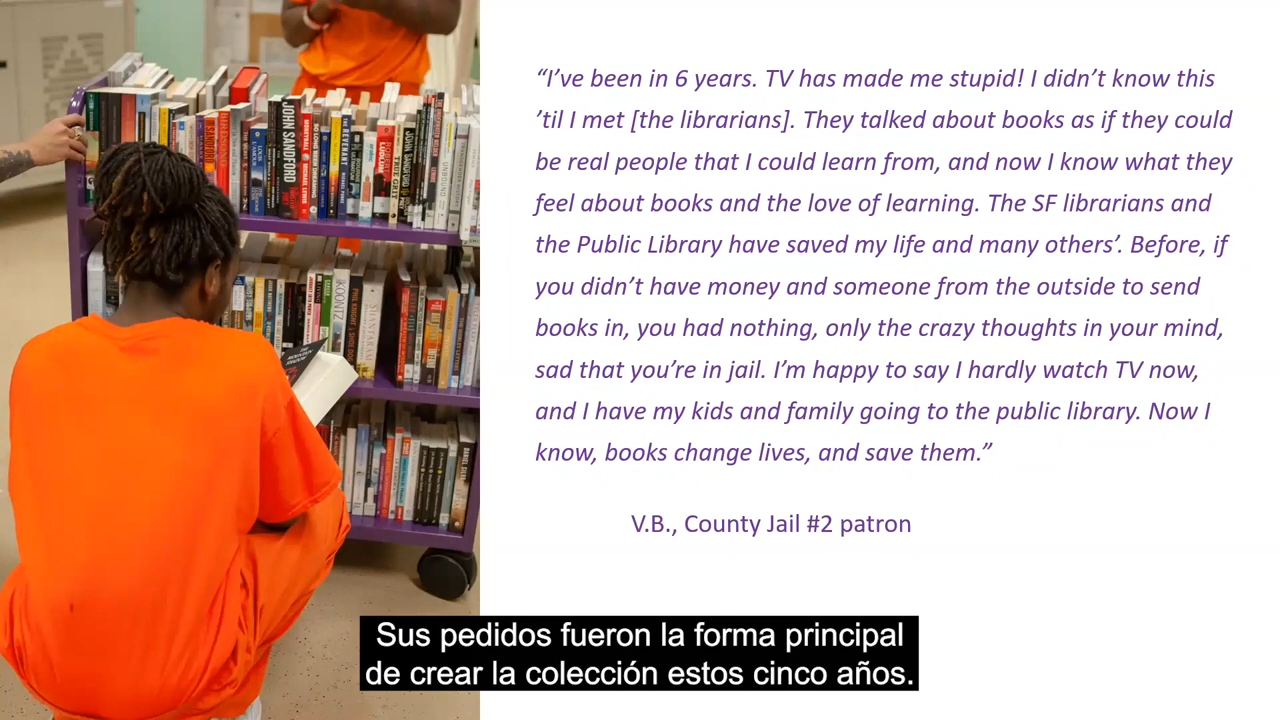 “I’ve been in 6 years. TV has made me stupid! I didn’t know this
’til I met [the librarians]. They talked about books as if they could
be real people that I could learn from, and now I know what they
feel about books and the love of learning. The SF librarians and
the Public Library have saved my life and many others’. Before, if
you didn’t have money and someone from the outside to send
books in, you had nothing, only the crazy thoughts in your mind,
sad that you’re in jail. I’m happy to say I hardly watch TV now,
and I have my kids and family going to the public library. Now I
know, books change lives, and save them.”
V.B., County Jail #2 patron
JOHN SANDFORD
THE REVENANT
KOONTZ
SHANTARAM
Sus pedidos fueron la forma principal
de crear la colección estos cinco años.